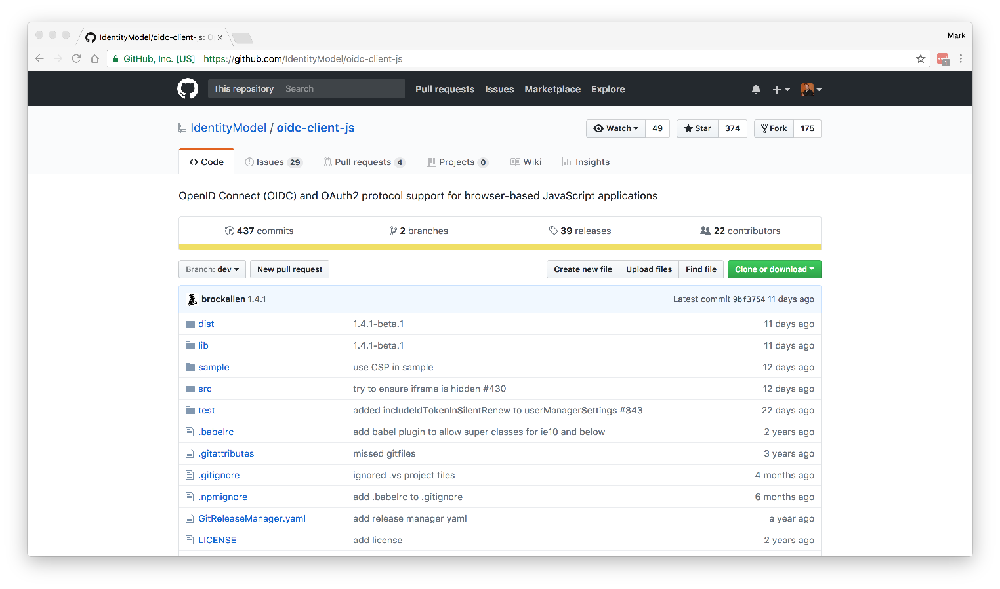 IdentityModel/oidc-client-js: O
Mark
GitHub, Inc. [US] https://github.com/IdentityModel/oidc-client-js
1
This repository Search Pull requests Issues Marketplace Explore
IdentityModel / oidc-client-js
Watch 49 Star 374 Fork 175
Code Issues 29 Pull requests 4 Projects 0 Wiki Insights
OpenID Connect (OIDC) and OAuth2 protocol support for browser-based JavaScript applications
437 commits 2 branches 39 releases 22 contributors
Branch: dev New pull request Create new file Upload files Find file Clone or download
brockallen 1.4.1 Latest commit 9bf3754 11 days ago
dist 1.4.1-beta.1 11 days ago
lib 1.4.1-beta.1 11 days ago
sample use CSP in sample 12 days ago
src try to ensure iframe is hidden #430 12 days ago
test added includeIdTokenInSilentRenew to userManagerSettings #343 22 days ago
.babelrc add babel plugin to allow super classes for ie10 and below 2 years ago
.gitattributes missed gitfiles 3 years ago
.gitignore ignored .vs project files 4 months ago
.npmignore add .babelrc to .gitignore 6 months ago
GitReleaseManager.yaml add release manager yaml a year ago
LICENSE add license 2 years ago